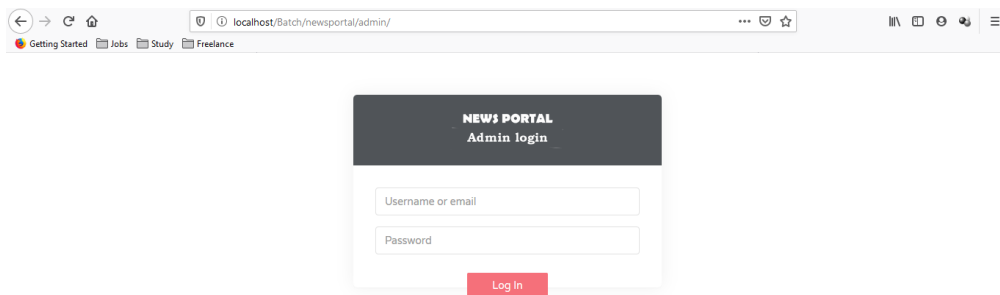 localhost/Batch/newsportal/admin/
Getting Started Jobs Study Freelance
NEWS PORTAL
Admin login
Username or email
Password
Log In